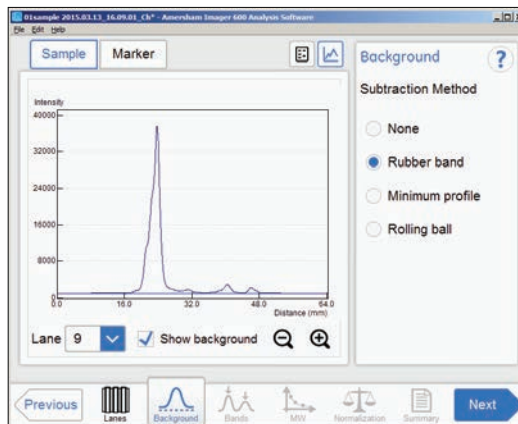 01sample 2015.03.13_16.09.01_Ch* - Amersham Imager 600 Analysis Software
File Edit Help
Sample Marker
Background ?
Subtraction Method
None
Rubber band
Minimum profile
Rolling ball
Intensity
40000
32000
24000
16000
8000
0
0.0 16.0 32.0 48.0 64.0
Distance (mm)
Lane 9 Show background
Previous Lanes Background Bands MW Normalization Summary Next